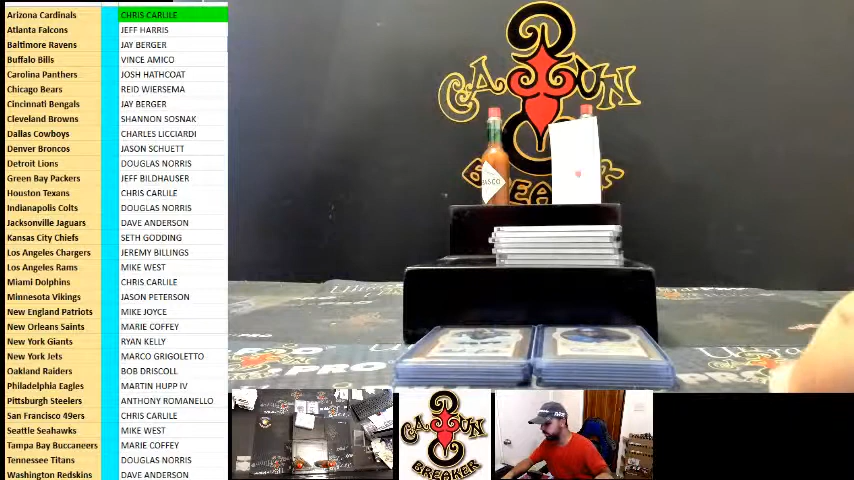 Arizona Cardinals CHRIS CARLILE
Atlanta Falcons JEFF HARRIS
Baltimore Ravens JAY BERGER
Buffalo Bills VINCE AMICO
Carolina Panthers JOSH HATHCOAT
Chicago Bears REID WIERSEMA
Cincinnati Bengals JAY BERGER
Cleveland Browns SHANNON SOSNAK
Dallas Cowboys CHARLES LICCIARDI
Denver Broncos JASON SCHUETT
Detroit Lions DOUGLAS NORRIS
Green Bay Packers JEFF BILDHAUSER
Houston Texans CHRIS CARLILE
Indianapolis Colts DOUGLAS NORRIS
Jacksonville Jaguars DAVE ANDERSON
Kansas City Chiefs SETH GODDING
Los Angeles Chargers JEREMY BILLINGS
Los Angeles Rams MIKE WEST
Miami Dolphins CHRIS CARLILE
Minnesota Vikings JASON PETERSON
New England Patriots MIKE JOYCE
New Orleans Saints MARIE COFFEY
New York Giants RYAN KELLY
New York Jets MARCO GRIGOLETTO
Oakland Raiders BOB DRISCOLL
Philadelphia Eagles MARTIN HUPP IV
Pittsburgh Steelers ANTHONY ROMANELLO
San Francisco 49ers CHRIS CARLILE
Seattle Seahawks MIKE WEST
Tampa Bay Buccaneers MARIE COFFEY
Tennessee Titans DOUGLAS NORRIS
Washington Redskins DAVE ANDERSON
CAJUN
BREAKER
PRO
CAJUN
BREAKER